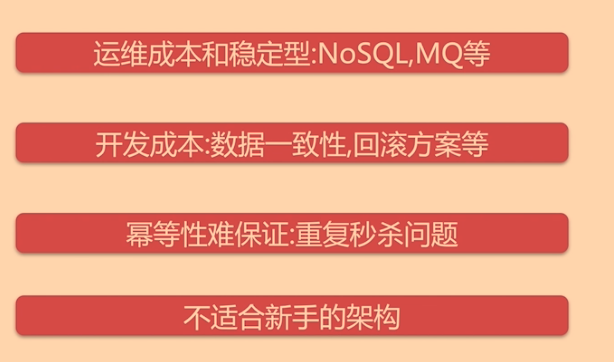 运维成本和稳定型:NoSQL,MQ等
开发成本:数据一致性,回滚方案等
幂等性难保证:重复秒杀问题
不适合新手的架构